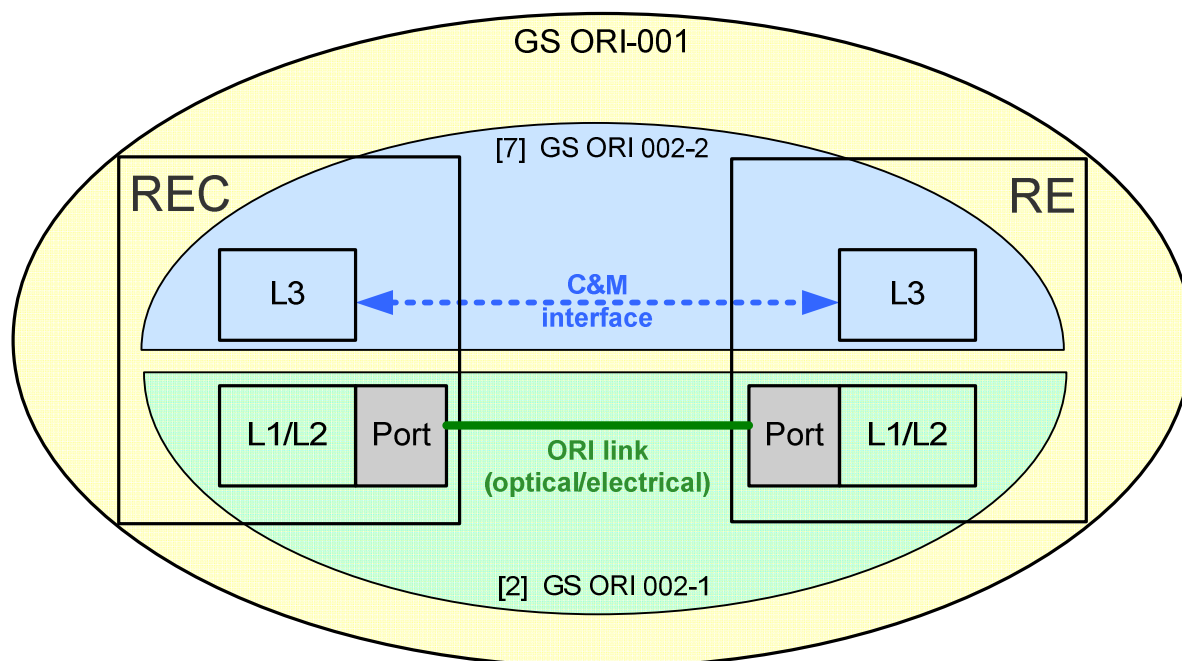 GS ORI-001
[7] GS ORI 002-2
REC
RE
L3
C&M
interface
L3
L1/L2
Port
Port
L1/L2
ORI link
(optical/electrical)
[2] GS ORI 002-1